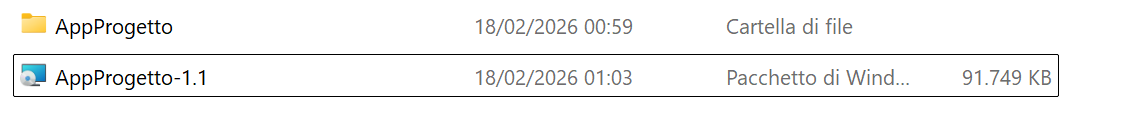 AppProgetto 18/02/2026 00:59 Cartella di file
AppProgetto-1.1 18/02/2026 01:03 Pacchetto di Wind... 91.749 KB